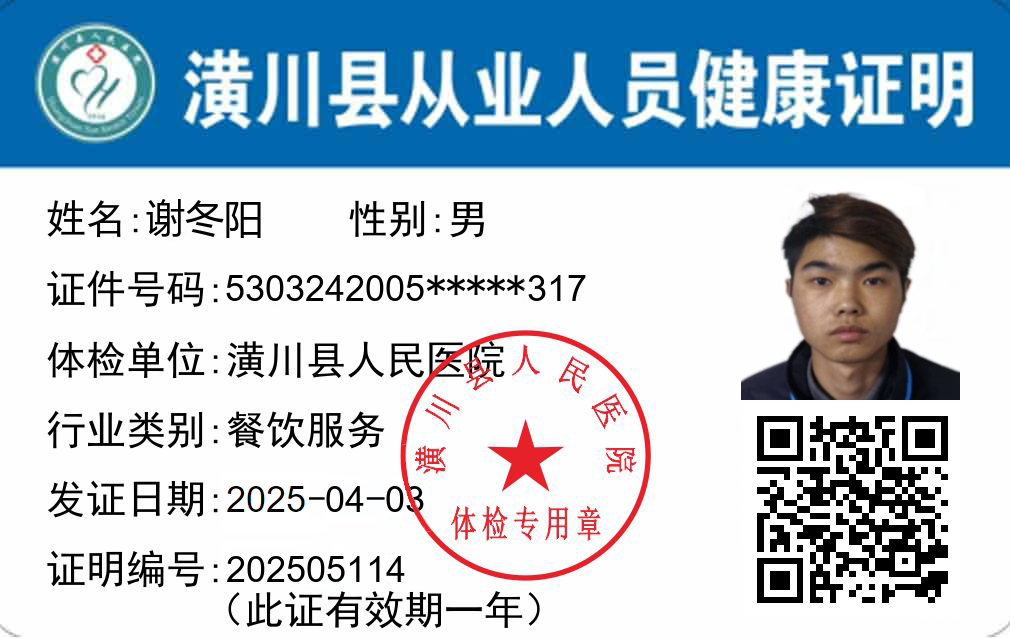 潢川县从业人员健康证明
姓名:谢冬阳 性别:男
证件号码:5303242005*****317
体检单位:潢川县人民医院
行业类别:餐饮服务
发证日期:2025-04-03
证明编号:202505114
（此证有效期一年）
潢川县人民医院
体检专用章